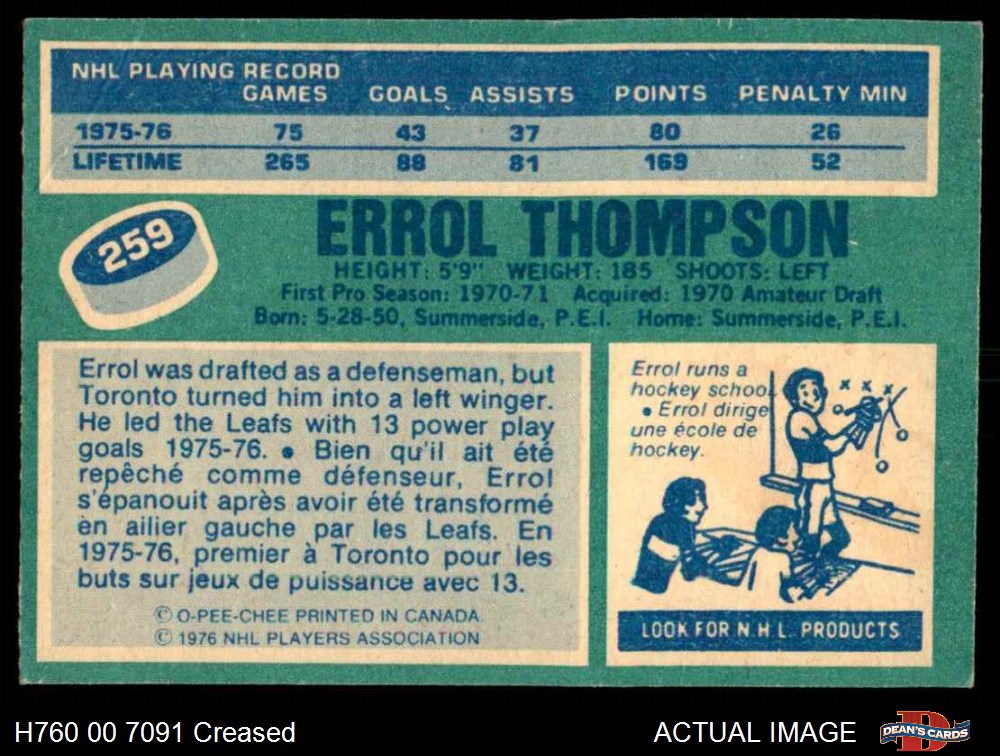 NHL PLAYING RECORD
GAMES GOALS ASSISTS POINTS PENALTY MIN
1975-76 75 43 37 80 26
LIFETIME 265 88 81 169 52
259
ERROL THOMPSON
HEIGHT: 5'9" WEIGHT: 185 SHOOTS: LEFT
First Pro Season: 1970-71 Acquired: 1970 Amateur Draft
Born: 5-28-50, Summerside, P.E.I. Home: Summerside, P.E.I.
Errol was drafted as a defenseman, but
Toronto turned him into a left winger.
He led the Leafs with 13 power play
goals 1975-76. • Bien qu'il ait été
repêché comme défenseur, Errol
s'épanouit après avoir été transformé
èn ailier gauche par les Leafs. En
1975-76, premier à Toronto pour les
buts sur jeux de puissance avec 13.
© O-PEE-CHEE PRINTED IN CANADA
© 1976 NHL PLAYERS ASSOCIATION
Errol runs a
hockey school.
• Errol dirige
une école de
hockey.
x x x x
LOOK FOR N.H.L. PRODUCTS
H760 00 7091 Creased
ACTUAL IMAGE
D
DEAN'S CARDS